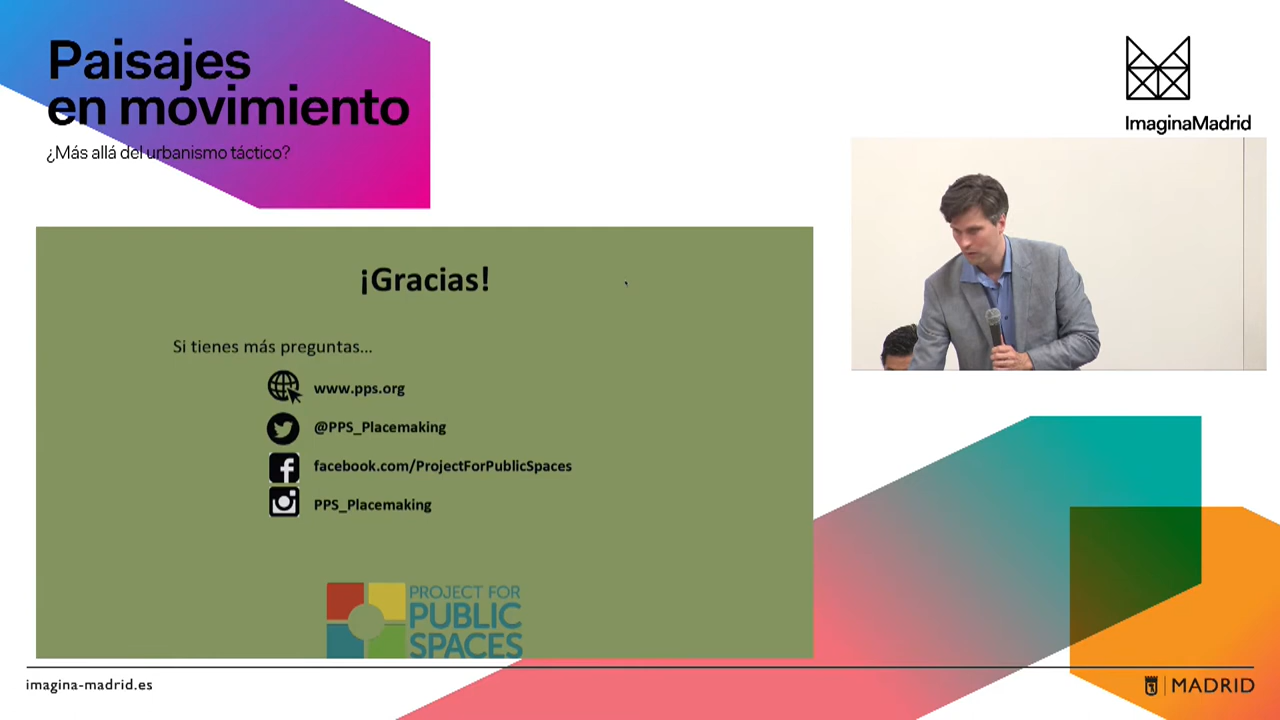 Paisajes
en movimiento
¿Más allá del urbanismo táctico?
ImaginaMadrid
¡Gracias!
Si tienes más preguntas...
www.pps.org
@PPS_Placemaking
facebook.com/ProjectForPublicSpaces
PPS_Placemaking
PROJECT FOR
PUBLIC
SPACES
imagina-madrid.es
MADRID